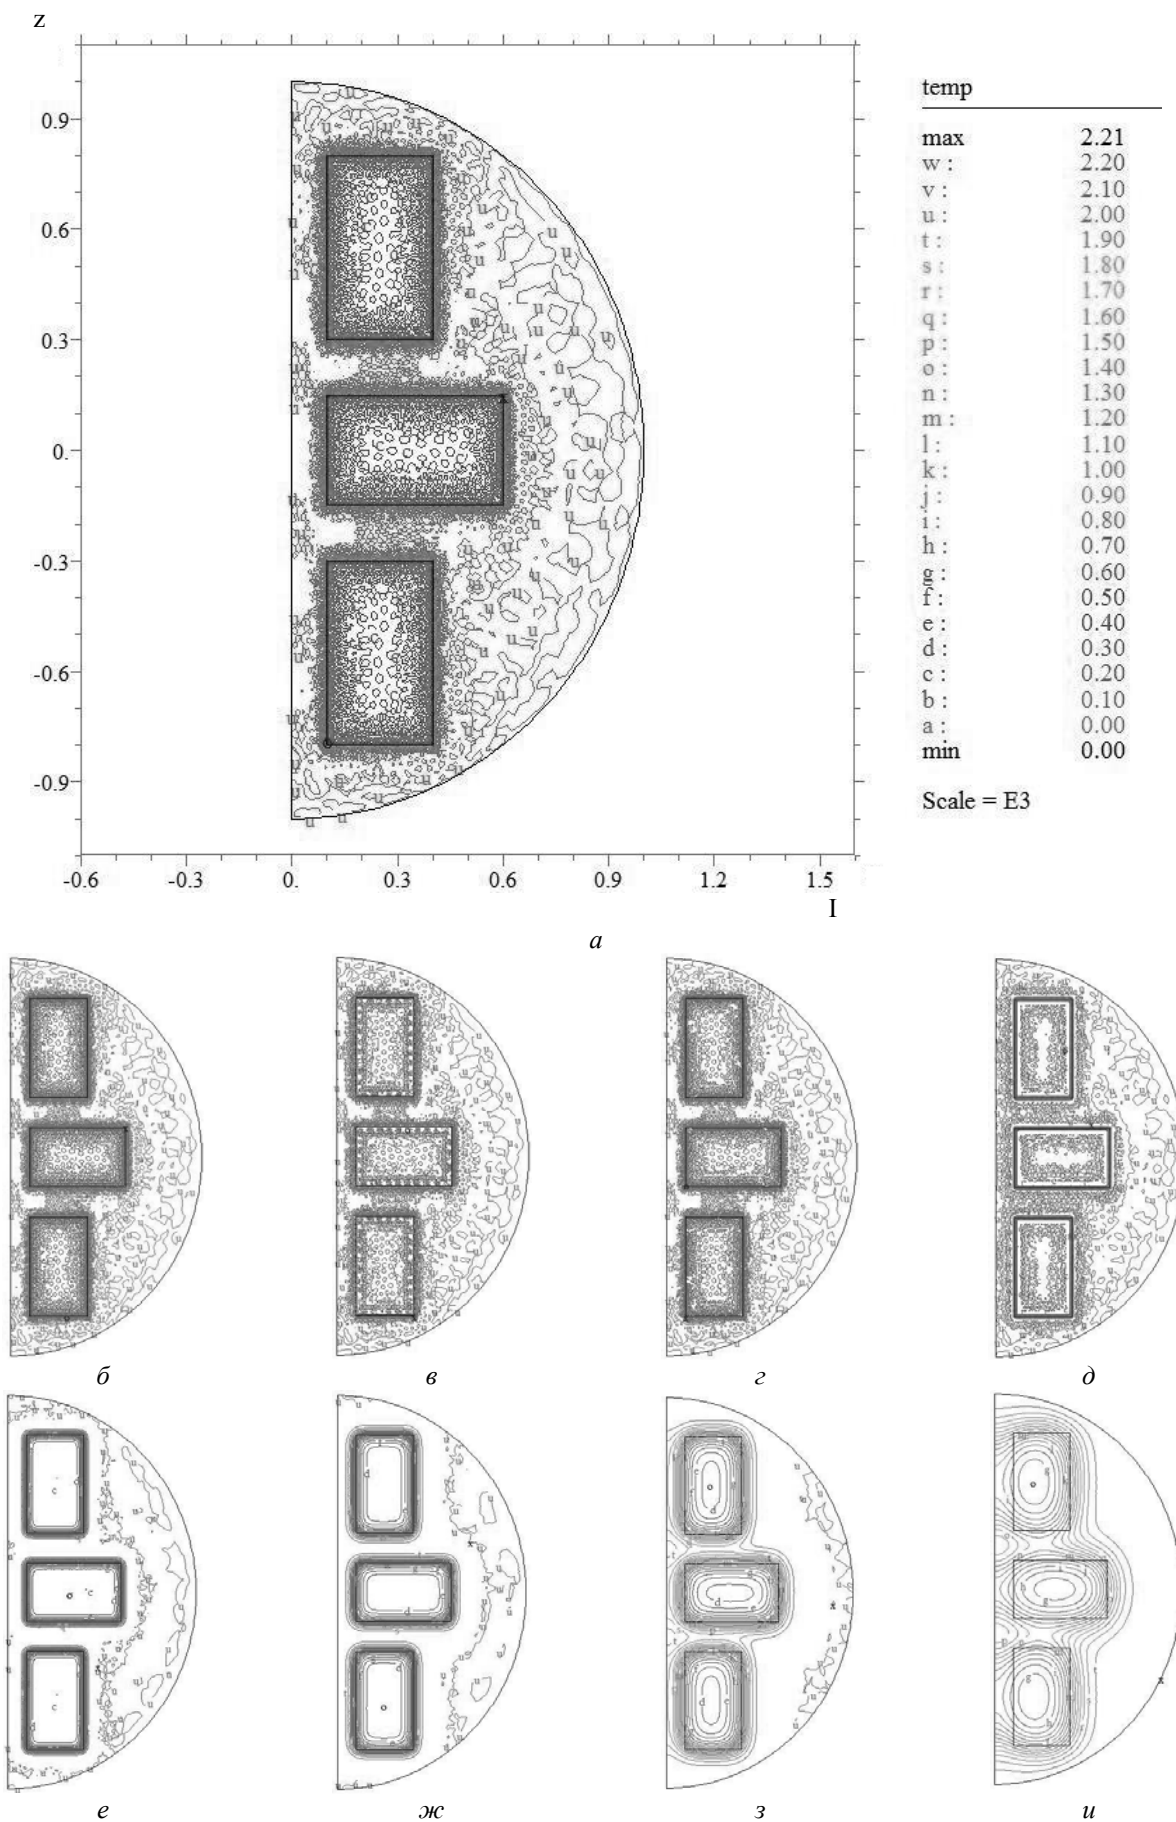 z
0.9
0.6
0.3
0.
-0.3
-0.6
-0.9
-0.6 -0.3 0. 0.3 0.6 0.9 1.2 1.5
I
temp
max 2.21
w : 2.20
v : 2.10
u : 2.00
t : 1.90
s : 1.80
r : 1.70
q : 1.60
p : 1.50
o : 1.40
n : 1.30
m : 1.20
l : 1.10
k : 1.00
j : 0.90
i : 0.80
h : 0.70
g : 0.60
f : 0.50
e : 0.40
d : 0.30
c : 0.20
b : 0.10
a : 0.00
min 0.00
Scale = E3
а
б в г д
е ж з и